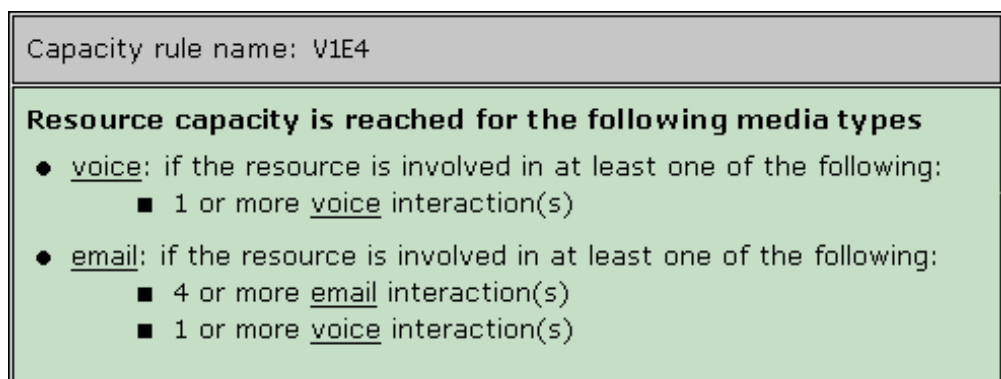 Capacity rule name: V1E4
Resource capacity is reached for the following media types
● voice: if the resource is involved in at least one of the following:
■ 1 or more voice interaction(s)
● email: if the resource is involved in at least one of the following:
■ 4 or more email interaction(s)
■ 1 or more voice interaction(s)